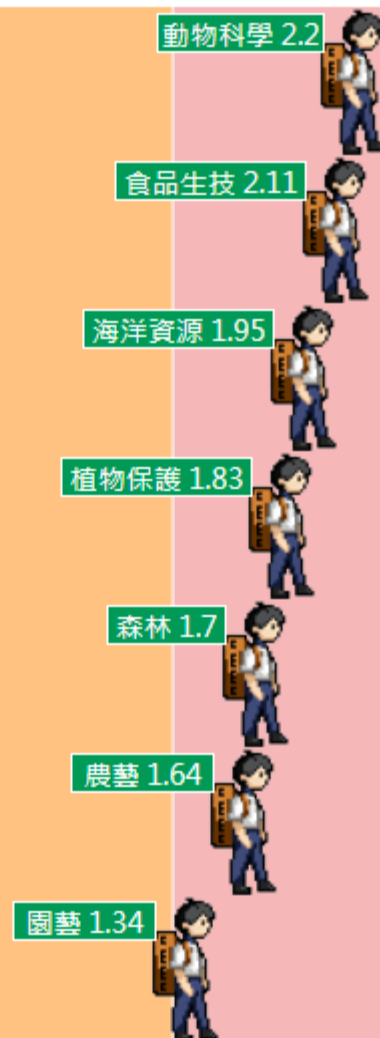 動物科學 2.2
食品生技 2.11
海洋資源 1.95
植物保護 1.83
森林 1.7
農藝 1.64
園藝 1.34